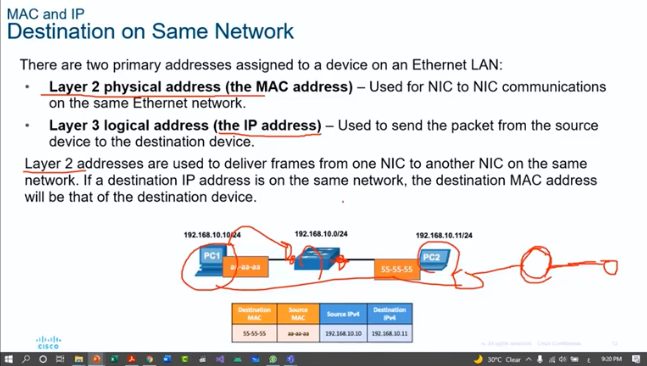 MAC and IP
Destination on Same Network
There are two primary addresses assigned to a device on an Ethernet LAN:
• Layer 2 physical address (the MAC address) – Used for NIC to NIC communications
on the same Ethernet network.
• Layer 3 logical address (the IP address) – Used to send the packet from the source
device to the destination device.
Layer 2 addresses are used to deliver frames from one NIC to another NIC on the same
network. If a destination IP address is on the same network, the destination MAC address
will be that of the destination device.
192.168.10.10/24 192.168.10.0/24 192.168.10.11/24
PC1 PC2
aa-aa-aa 55-55-55
Destination MAC Source MAC Source IPv4 Destination IPv4
55-55-55 aa-aa-aa 192.168.10.10 192.168.10.11
CISCO
30°C Clear ENG 9:20 PM